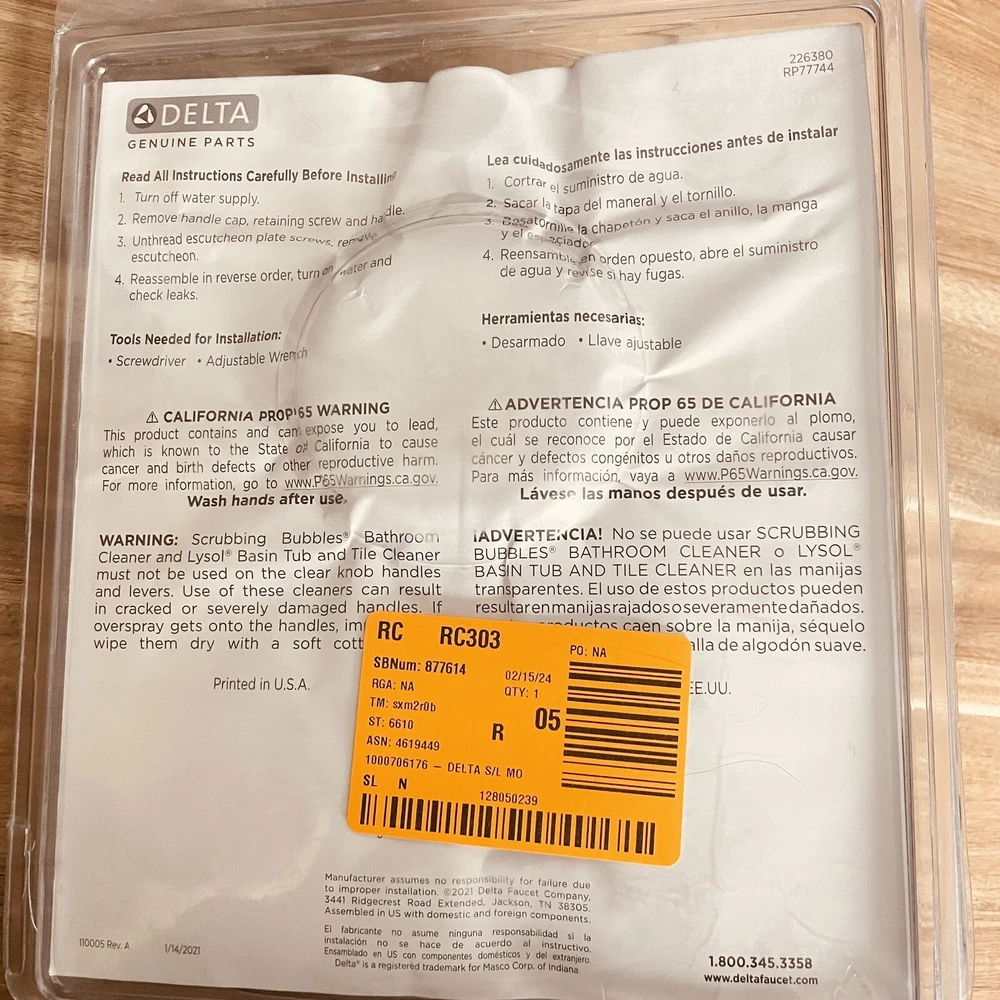 226380
RP77744
DELTA
GENUINE PARTS
Read All Instructions Carefully Before Installing
1. Turn off water supply.
2. Remove handle cap, retaining screw and handle.
3. Unthread escutcheon plate screws, remove
escutcheon.
4. Reassemble in reverse order, turn on water and
check leaks.
Tools Needed for Installation:
• Screwdriver • Adjustable Wrench
⚠ CALIFORNIA PROP 65 WARNING
This product contains and can expose you to lead,
which is known to the State of California to cause
cancer and birth defects or other reproductive harm.
For more information, go to www.P65Warnings.ca.gov.
Wash hands after use.
WARNING: Scrubbing Bubbles® Bathroom
Cleaner and Lysol® Basin Tub and Tile Cleaner
must not be used on the clear knob handles
and levers. Use of these cleaners can result
in cracked or severely damaged handles. If
overspray gets onto the handles, im
wipe them dry with a soft cott
Printed in U.S.A.
Lea cuidadosamente las instrucciones antes de instalar
1. Cortrar el suministro de agua.
2. Sacar la tapa del maneral y el tornillo.
3. Dasatornille la chapetón y saca el anillo, la manga
y el espaciador
4. Reensamble en orden opuesto, abre el suministro
de agua y revise si hay fugas.
Herramientas necesarias:
• Desarmado • Llave ajustable
⚠ ADVERTENCIA PROP 65 DE CALIFORNIA
Este producto contiene y puede exponerlo al plomo,
el cuál se reconoce por el Estado de California causar
cáncer y defectos congénitos u otros daños reproductivos.
Para más información, vaya a www.P65Warnings.ca.gov.
Lávese las manos después de usar.
¡ADVERTENCIA! No se puede usar SCRUBBING
BUBBLES® BATHROOM CLEANER o LYSOL®
BASIN TUB AND TILE CLEANER en las manijas
transparentes. El uso de estos productos pueden
resultar en manijas rajados o severamente dañados.
productos caen sobre la manija, séquelo
alla de algodón suave.
EE.UU.
RC RC303
PO: NA
SBNum: 877614
02/15/24
RGA: NA
QTY: 1
TM: sxm2r0b
ST: 6610
R 05
ASN: 4619449
1000706176 - DELTA S/L MO
SL N
128050239
Manufacturer assumes no responsibility for failure due
to improper installation. ©2021 Delta Faucet Company,
3441 Ridgecrest Road Extended, Jackson, TN 38305.
Assembled in US with domestic and foreign components.
El fabricante no asume ninguna responsabilidad si la
instalación no se hace de acuerdo al instructivo.
Ensamblado en US con componentes domésticos y del extranjero.
Delta® is a registered trademark for Masco Corp. of Indiana.
110005 Rev. A 1/14/2021
1.800.345.3358
www.deltafaucet.com